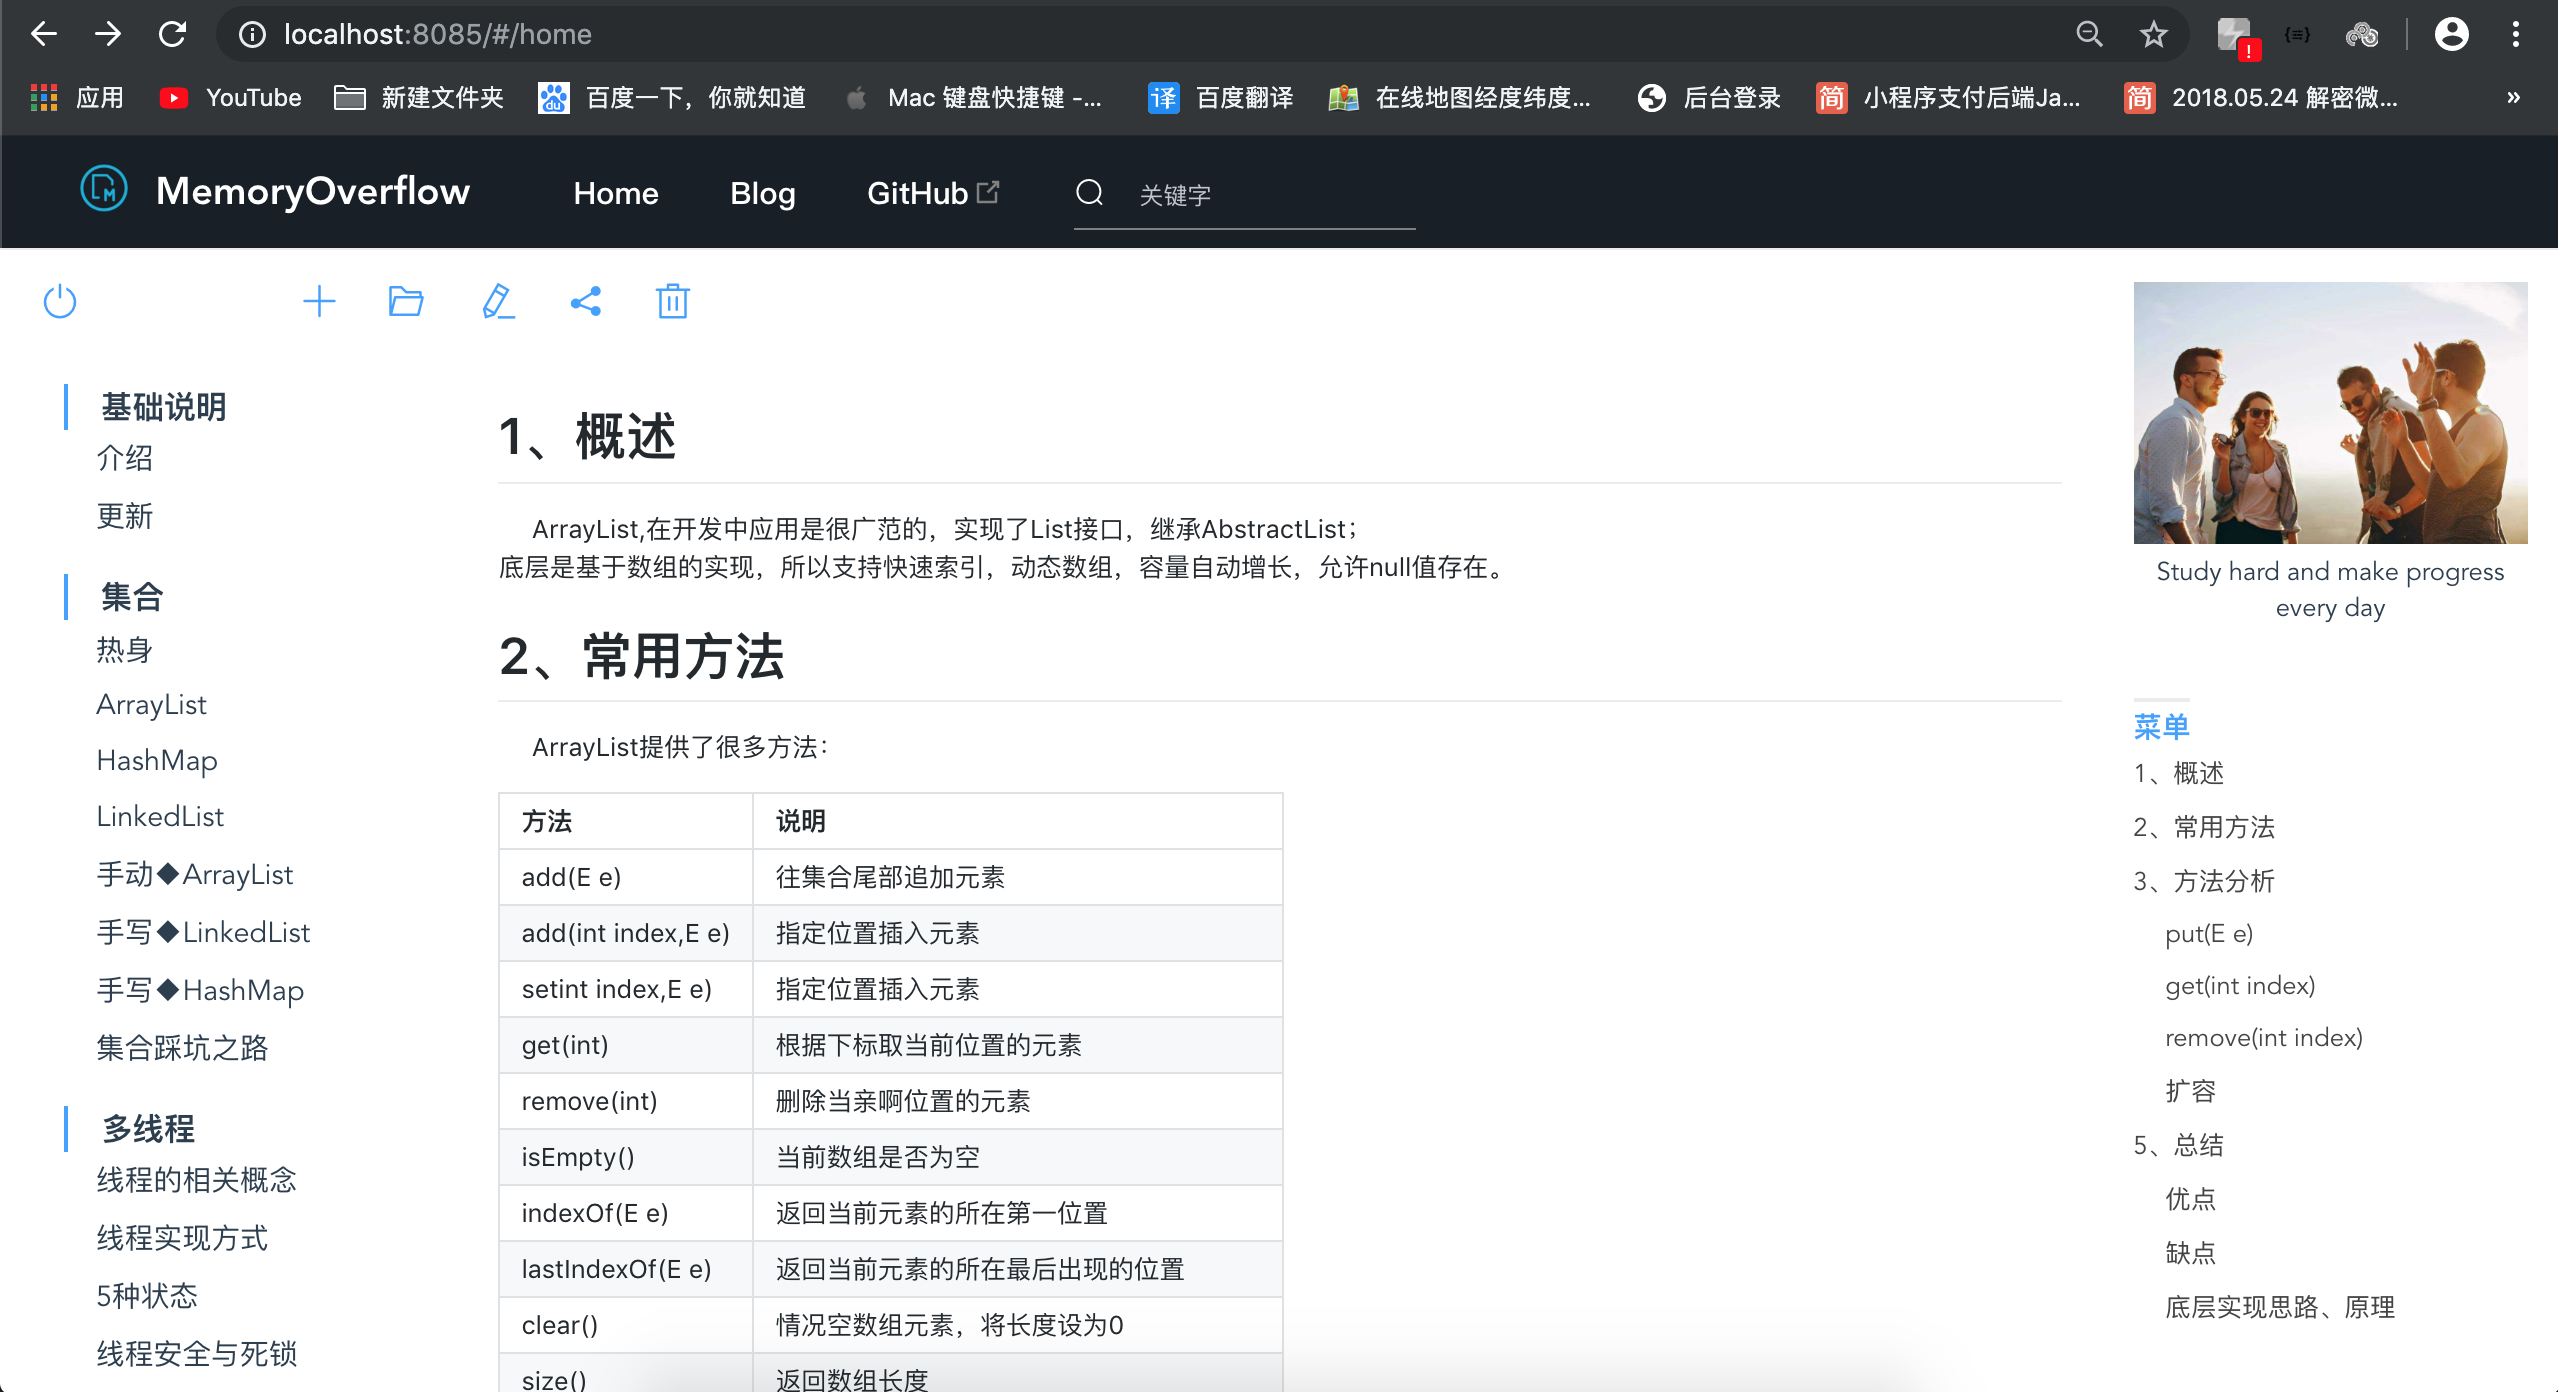 localhost:8085/#/home
应用 YouTube 新建文件夹 百度一下，你就知道 Mac 键盘快捷键 -... 译 百度翻译 在线地图经度纬度... 后台登录 简 小程序支付后端Ja... 简 2018.05.24 解密微... »
MemoryOverflow Home Blog GitHub 关键字
基础说明
介绍
更新
集合
热身
ArrayList
HashMap
LinkedList
手动◆ArrayList
手写◆LinkedList
手写◆HashMap
集合踩坑之路
多线程
线程的相关概念
线程实现方式
5种状态
线程安全与死锁
1、概述
ArrayList,在开发中应用是很广范的，实现了List接口，继承AbstractList；
底层是基于数组的实现，所以支持快速索引，动态数组，容量自动增长，允许null值存在。
2、常用方法
ArrayList提供了很多方法：
方法 说明
add(E e) 往集合尾部追加元素
add(int index,E e) 指定位置插入元素
setint index,E e) 指定位置插入元素
get(int) 根据下标取当前位置的元素
remove(int) 删除当亲啊位置的元素
isEmpty() 当前数组是否为空
indexOf(E e) 返回当前元素的所在第一位置
lastIndexOf(E e) 返回当前元素的所在最后出现的位置
clear() 情况空数组元素，将长度设为0
size() 返回数组长度
Study hard and make progress
every day
菜单
1、概述
2、常用方法
3、方法分析
put(E e)
get(int index)
remove(int index)
扩容
5、总结
优点
缺点
底层实现思路、原理